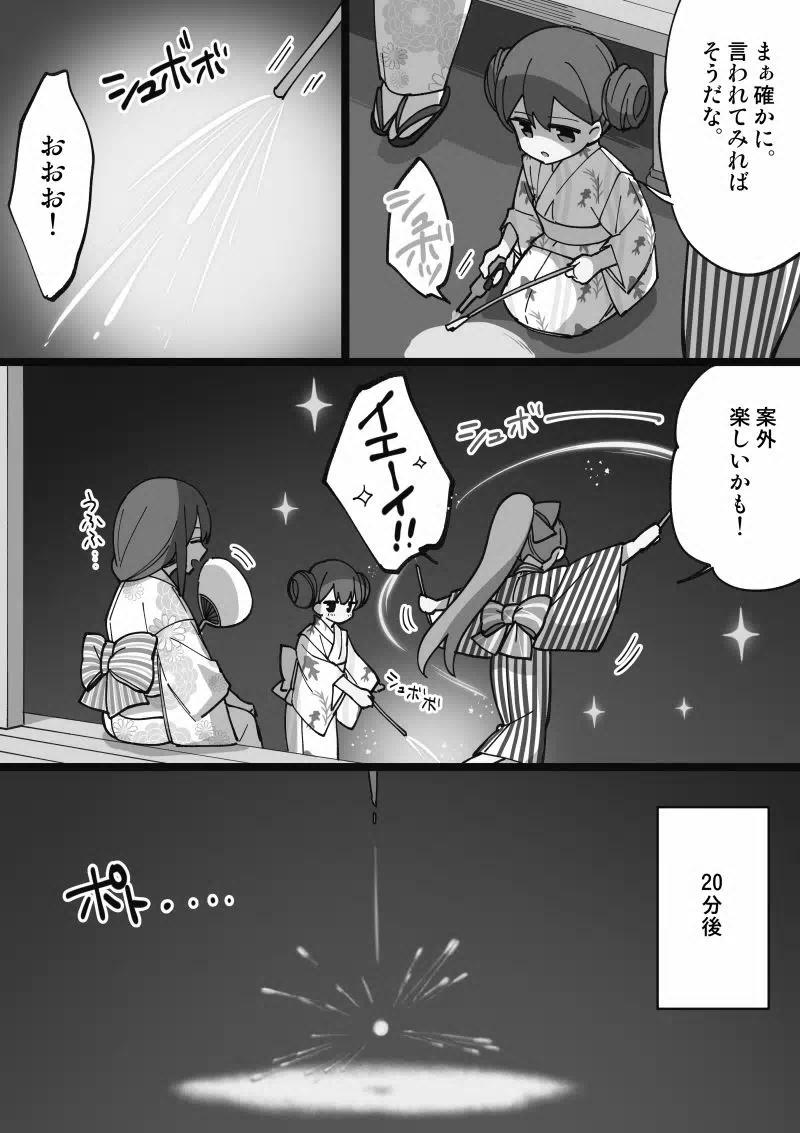 まぁ確かに。
言われてみれば
そうだな。
シュボッ
シュボボ
おおお!
案外
楽しいかも!
シュボ
イエーイ!!
シュボボ
うふふ…
20分後
ポト・・・・